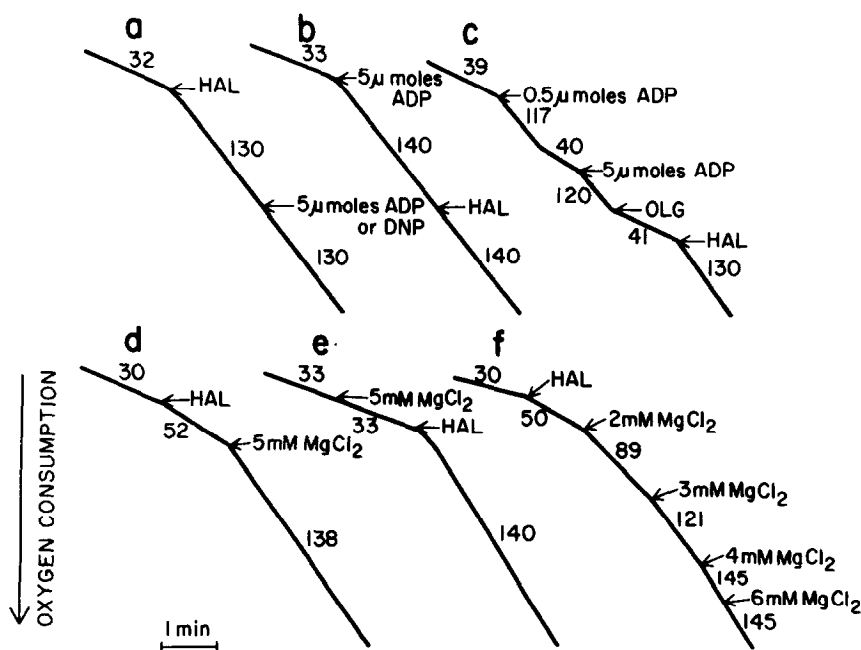 a
32
HAL
130
5μ moles ADP
or DNP
130
b
33
5μ moles
ADP
140
HAL
140
c
39
0.5μ moles ADP
117
40
5μ moles ADP
120
OLG
41
HAL
130
d
30
HAL
52
5mM MgCl2
138
e
33
5mM MgCl2
33
HAL
140
f
30
HAL
50
2mM MgCl2
89
3mM MgCl2
121
4mM MgCl2
145
6mM MgCl2
145
OXYGEN CONSUMPTION
1 min